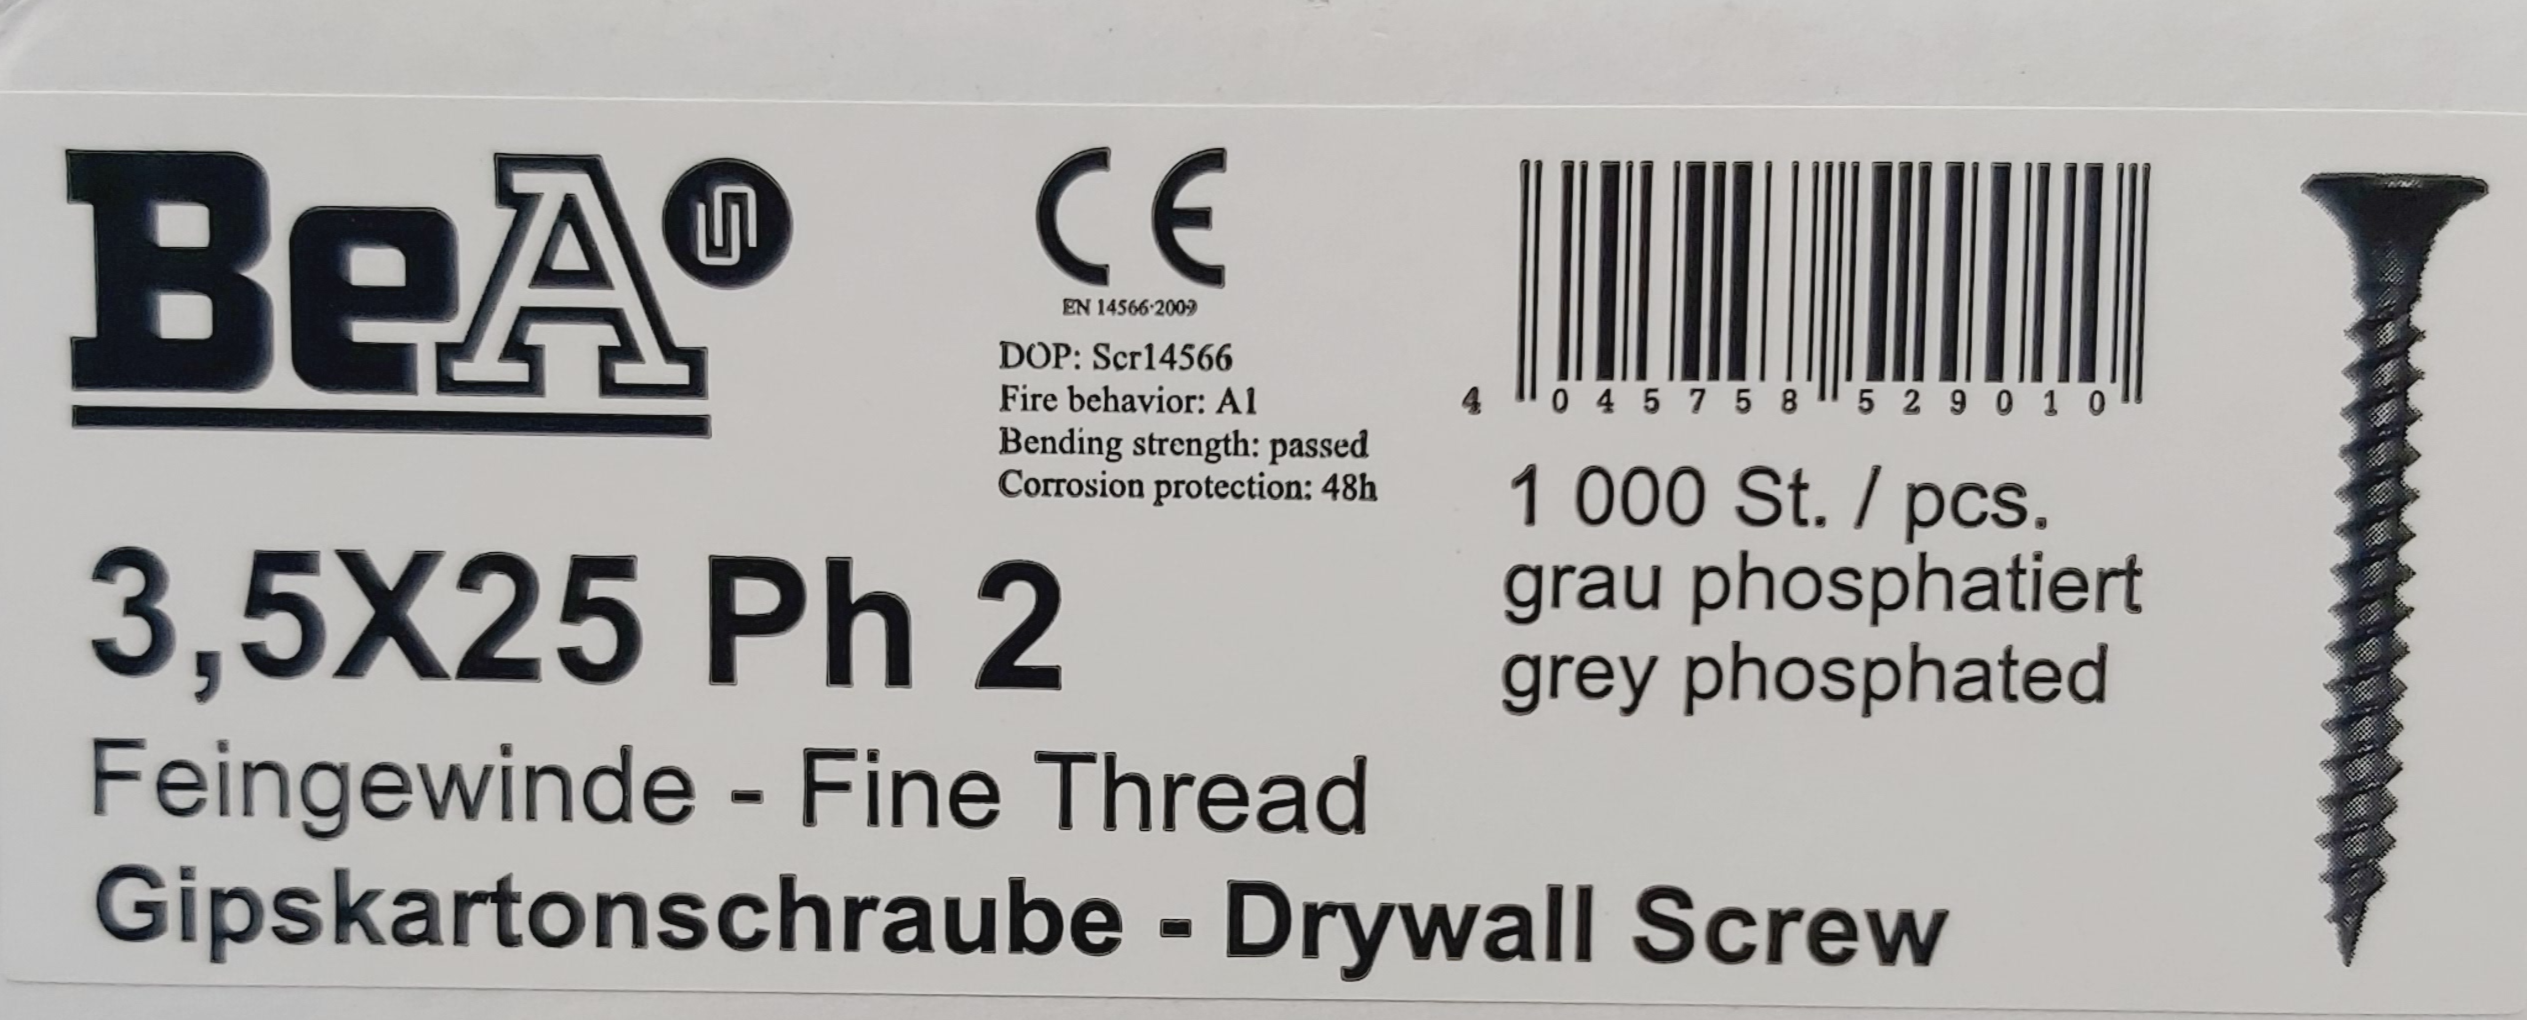 BeA
CE
EN 14566:2009
DOP: Scr14566
Fire behavior: A1
Bending strength: passed
Corrosion protection: 48h
4 045758 529010
1 000 St. / pcs.
grau phosphatiert
grey phosphated
3,5X25 Ph 2
Feingewinde - Fine Thread
Gipskartonschraube - Drywall Screw